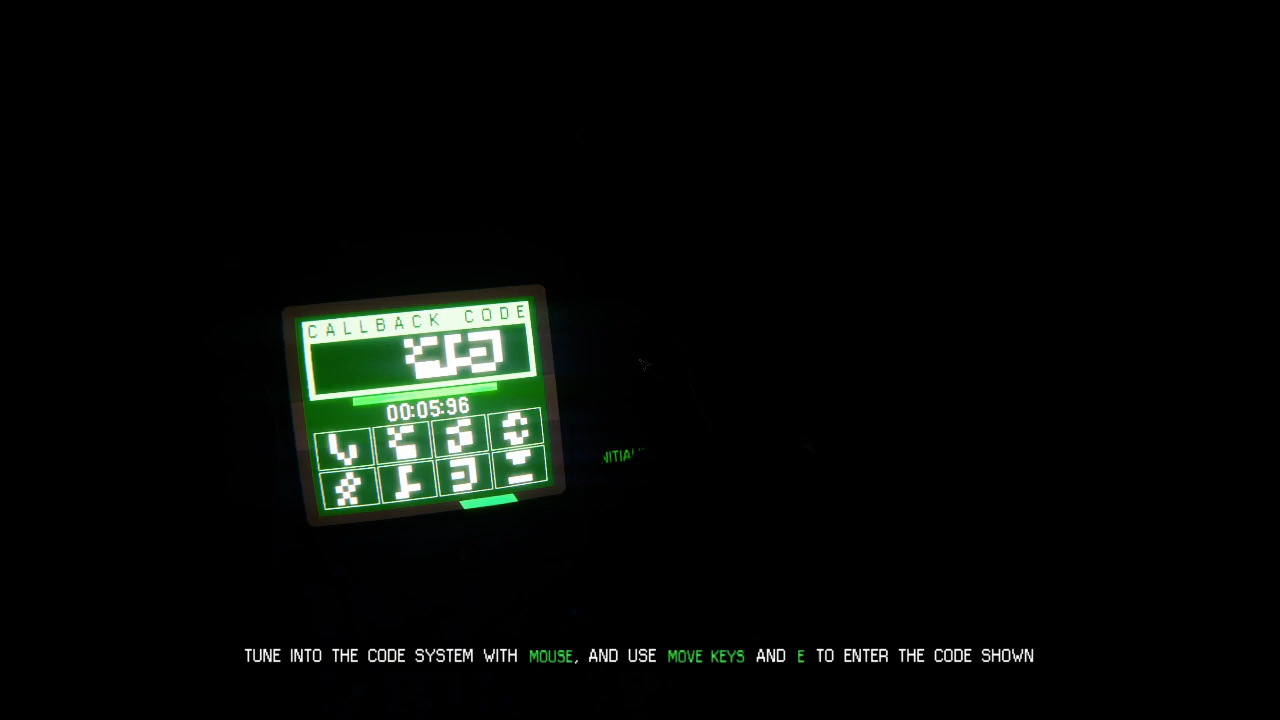 CALLBACK CODE
00:05:96
TUNE INTO THE CODE SYSTEM WITH MOUSE, AND USE MOVE KEYS AND E TO ENTER THE CODE SHOWN